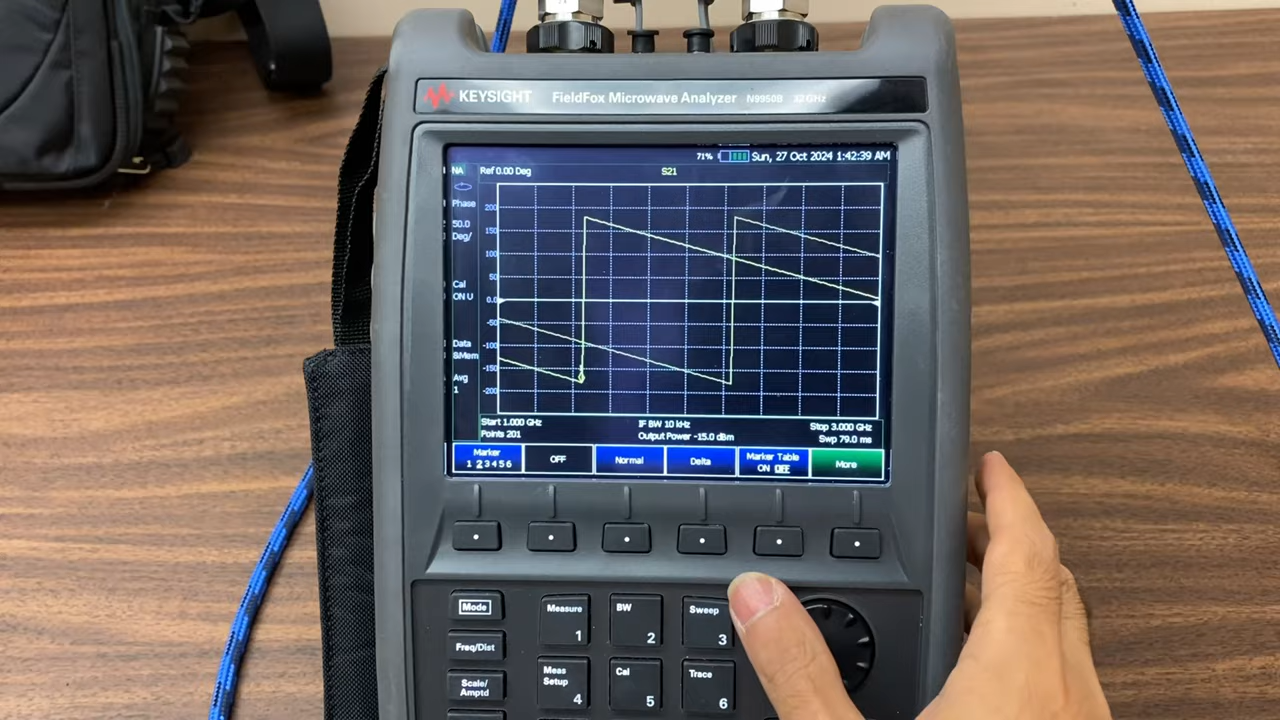 KEYSIGHT FieldFox Microwave Analyzer N9950B 32 GHz
71% Sun, 27 Oct 2024 1:42:39 AM
NA Ref 0.00 Deg S21
Phase
50.0
Deg/
Cal
ON U
Data
&Mem
Avg
1
200
150
100
50
0.0
-50
-100
-150
-200
Start 1.000 GHz IF BW 10 kHz Stop 3.000 GHz
Points 201 Output Power -15.0 dBm Swp 79.0 ms
Marker
1 2 3 4 5 6
OFF
Normal
Delta
Marker Table
ON OFF
More
Mode
Measure
1
BW
2
Sweep
3
Freq/Dist
Scale/
Amptd
Meas
Setup
4
Cal
5
Trace
6